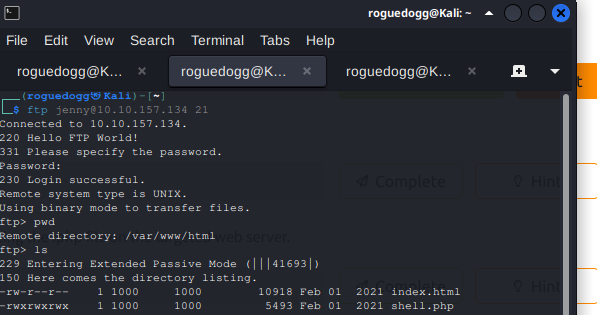 roguedogg@Kali: ~
File Edit View Search Terminal Tabs Help
roguedogg@K… × roguedogg@K… × roguedogg@K… ×
(roguedogg㉿Kali)-[~]
$ ftp jenny@10.10.157.134 21
Connected to 10.10.157.134.
220 Hello FTP World!
331 Please specify the password.
Password:
230 Login successful.
Remote system type is UNIX.
Using binary mode to transfer files.
ftp> pwd
Remote directory: /var/www/html
ftp> ls
229 Entering Extended Passive Mode (|||41693|)
150 Here comes the directory listing.
-rw-r--r-- 1 1000 1000 10918 Feb 01 2021 index.html
-rwxrwxrwx 1 1000 1000 5493 Feb 01 2021 shell.php
Complete Hint
web server.
Complete Hint